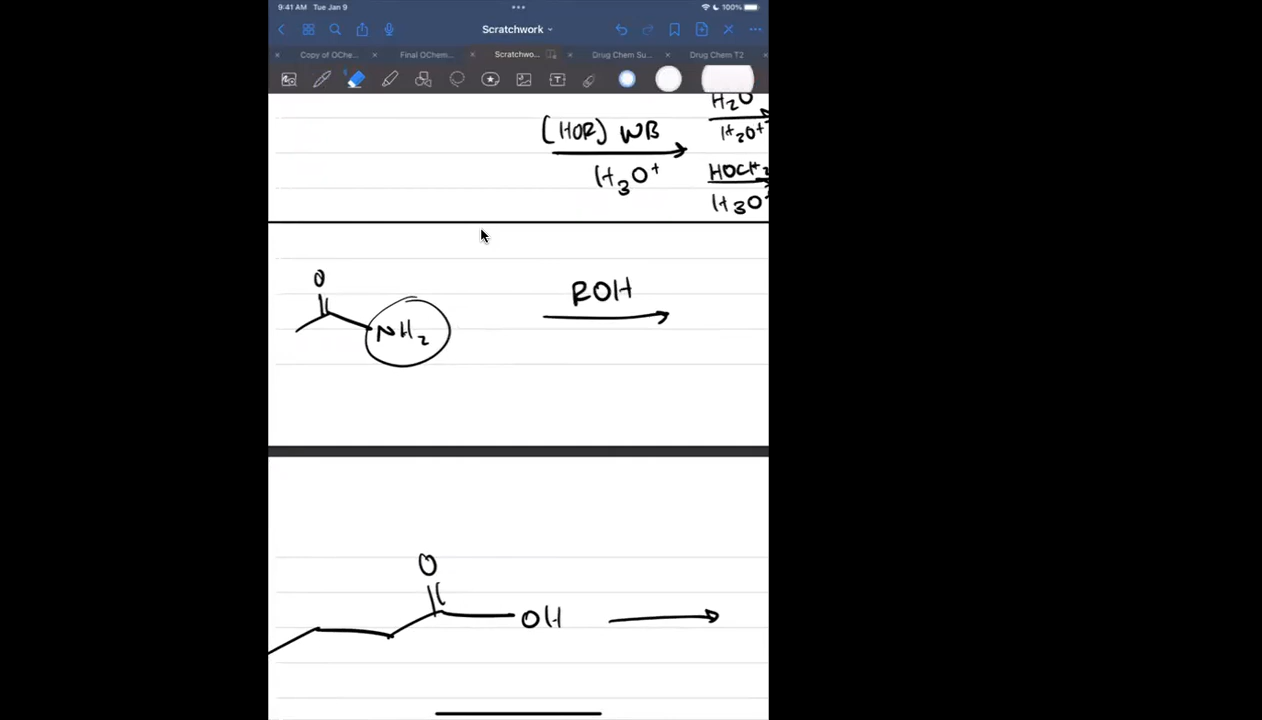 9:41 AM Tue Jan 9
100%
Scratchwork
Copy of OChe...
Final OChem...
Scratchwo...
Drug Chem Su...
Drug Chem T2
H2O
H3O+
(HOR) WB
H3O+
HOCH2
H3O+
O
NH2
ROH
O
OH